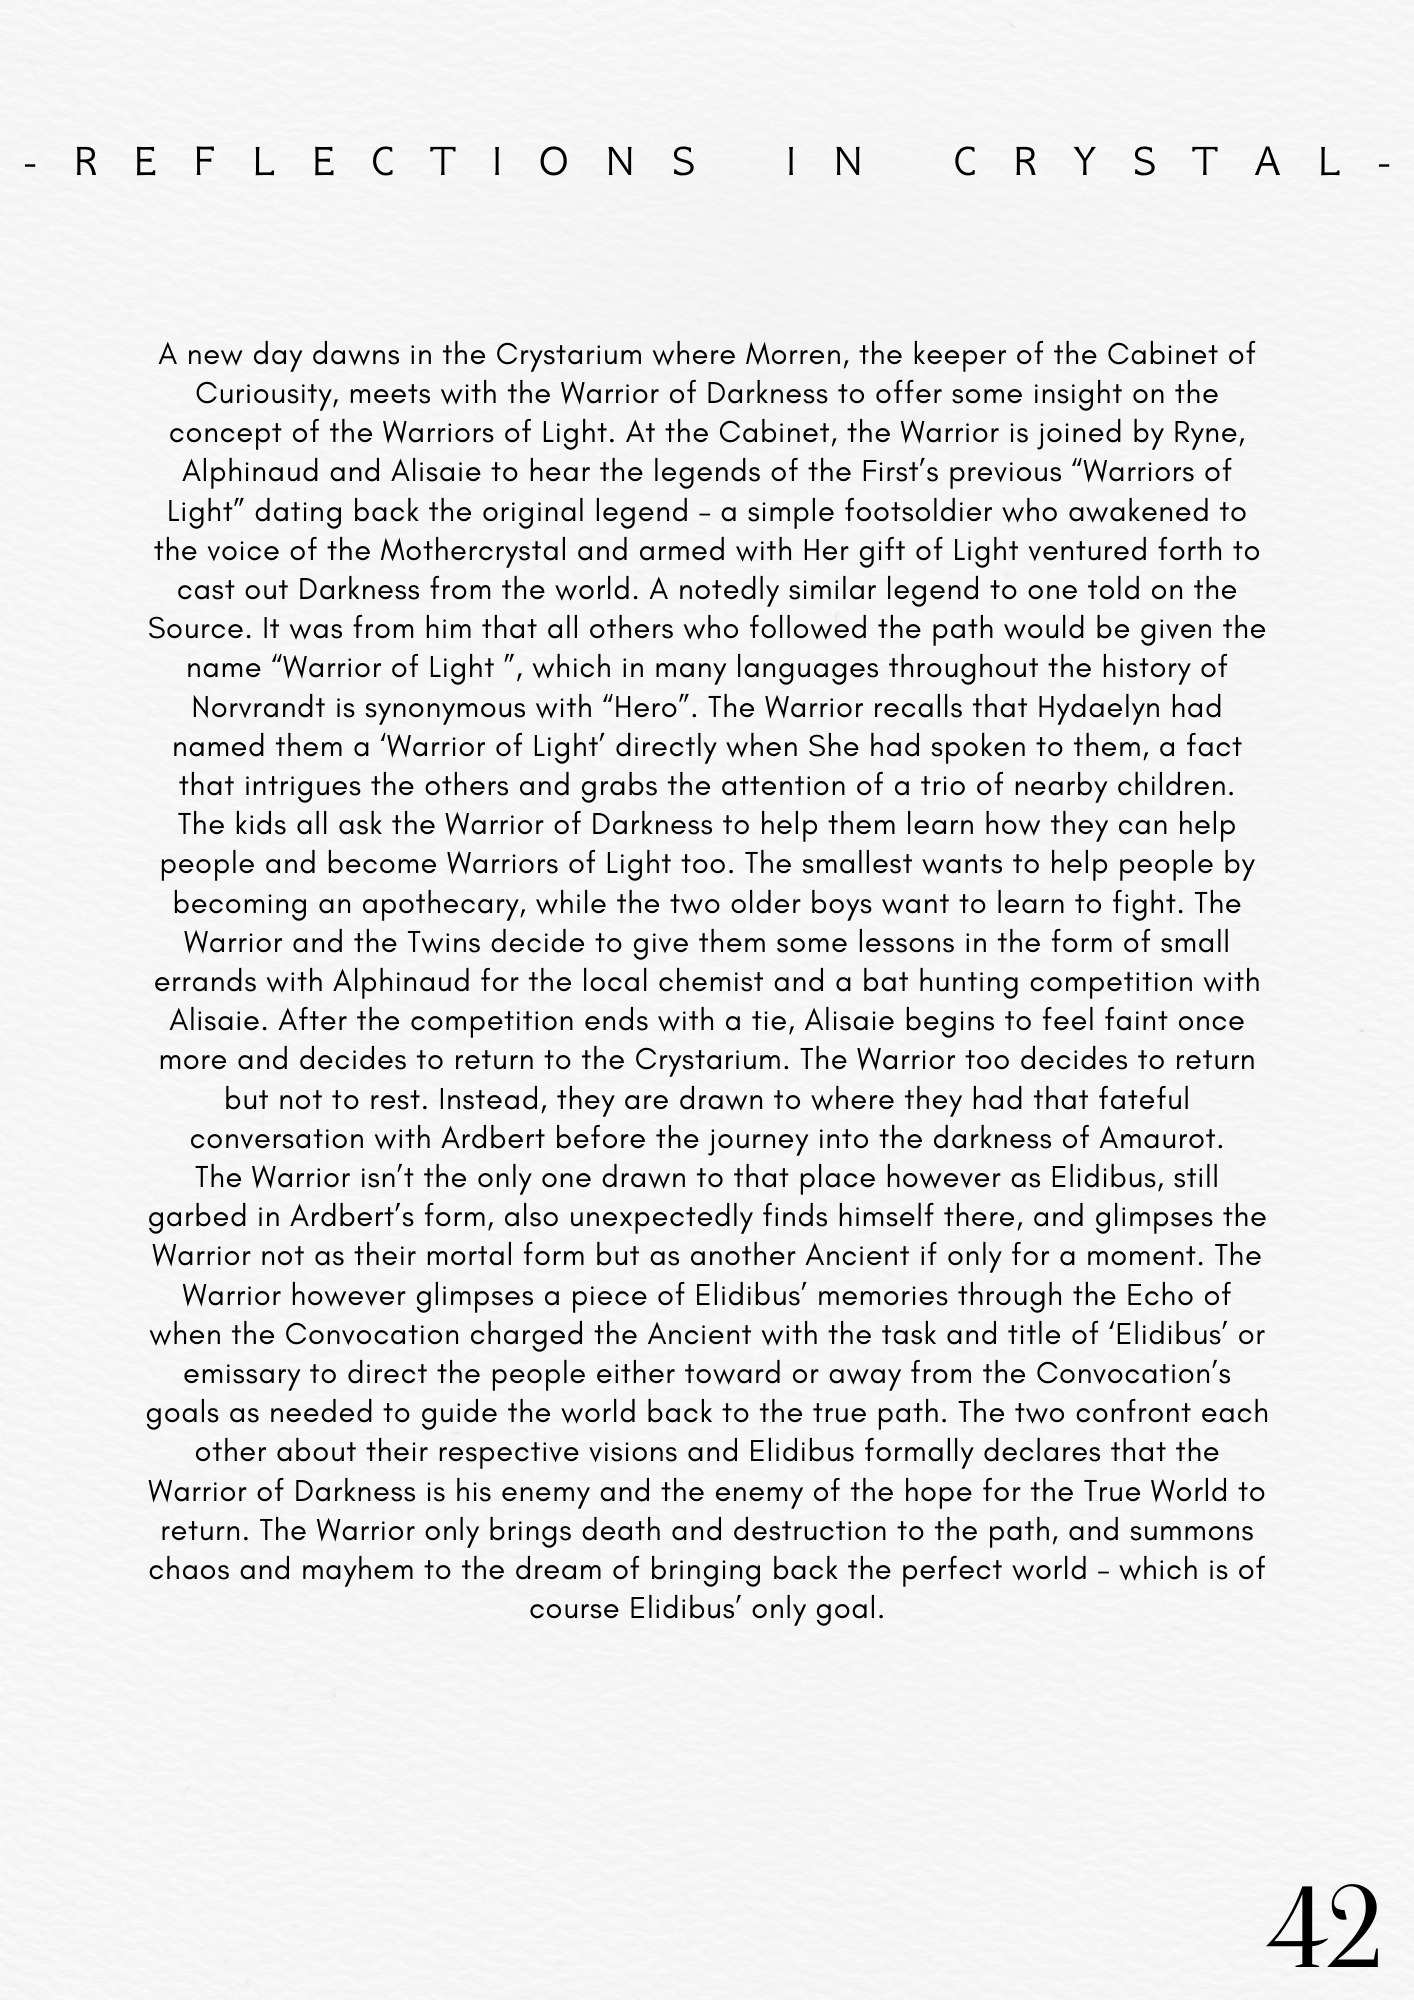 - REFLECTIONS IN CRYSTAL -
A new day dawns in the Crystarium where Morren, the keeper of the Cabinet of
Curiousity, meets with the Warrior of Darkness to offer some insight on the
concept of the Warriors of Light. At the Cabinet, the Warrior is joined by Ryne,
Alphinaud and Alisaie to hear the legends of the First’s previous “Warriors of
Light” dating back the original legend – a simple footsoldier who awakened to
the voice of the Mothercrystal and armed with Her gift of Light ventured forth to
cast out Darkness from the world. A notedly similar legend to one told on the
Source. It was from him that all others who followed the path would be given the
name “Warrior of Light ”, which in many languages throughout the history of
Norvrandt is synonymous with “Hero”. The Warrior recalls that Hydaelyn had
named them a ‘Warrior of Light’ directly when She had spoken to them, a fact
that intrigues the others and grabs the attention of a trio of nearby children.
The kids all ask the Warrior of Darkness to help them learn how they can help
people and become Warriors of Light too. The smallest wants to help people by
becoming an apothecary, while the two older boys want to learn to fight. The
Warrior and the Twins decide to give them some lessons in the form of small
errands with Alphinaud for the local chemist and a bat hunting competition with
Alisaie. After the competition ends with a tie, Alisaie begins to feel faint once
more and decides to return to the Crystarium. The Warrior too decides to return
but not to rest. Instead, they are drawn to where they had that fateful
conversation with Ardbert before the journey into the darkness of Amaurot.
The Warrior isn’t the only one drawn to that place however as Elidibus, still
garbed in Ardbert’s form, also unexpectedly finds himself there, and glimpses the
Warrior not as their mortal form but as another Ancient if only for a moment. The
Warrior however glimpses a piece of Elidibus’ memories through the Echo of
when the Convocation charged the Ancient with the task and title of ‘Elidibus’ or
emissary to direct the people either toward or away from the Convocation’s
goals as needed to guide the world back to the true path. The two confront each
other about their respective visions and Elidibus formally declares that the
Warrior of Darkness is his enemy and the enemy of the hope for the True World to
return. The Warrior only brings death and destruction to the path, and summons
chaos and mayhem to the dream of bringing back the perfect world – which is of
course Elidibus’ only goal.
42